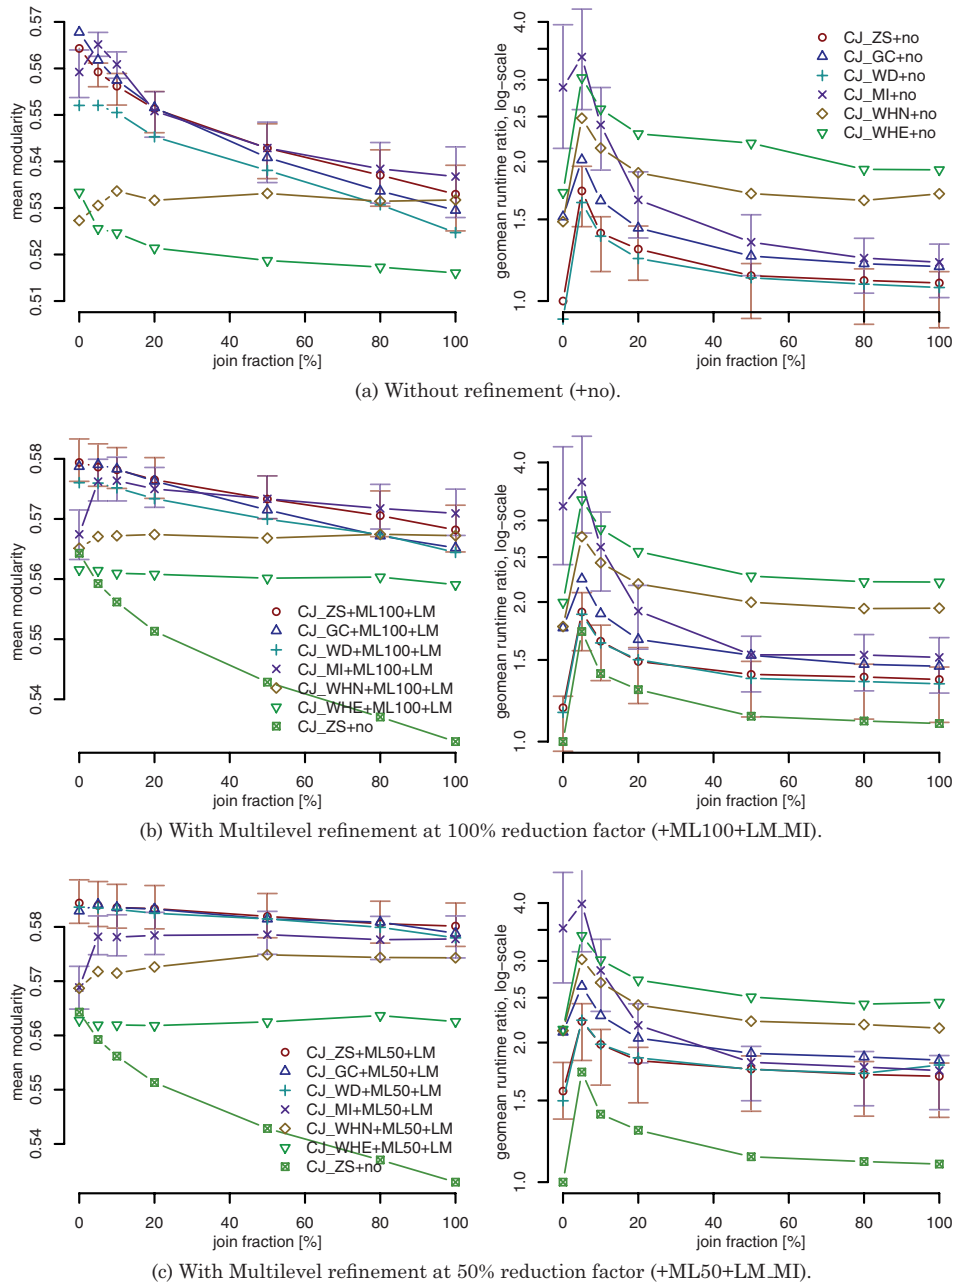 0.51 0.52 0.53 0.54 0.55 0.56 0.57
mean modularity
0 20 40 60 80 100
join fraction [%]
1.0 1.5 2.0 3.0 4.0
geomean runtime ratio, log-scale
CJ_ZS+no
CJ_GC+no
CJ_WD+no
CJ_MI+no
CJ_WHN+no
CJ_WHE+no
0 20 40 60 80 100
join fraction [%]
(a) Without refinement (+no).
0.54 0.55 0.56 0.57 0.58
mean modularity
CJ_ZS+ML100+LM
CJ_GC+ML100+LM
CJ_WD+ML100+LM
CJ_MI+ML100+LM
CJ_WHN+ML100+LM
CJ_WHE+ML100+LM
CJ_ZS+no
0 20 40 60 80 100
join fraction [%]
1.0 1.5 2.0 2.5 3.0 4.0
geomean runtime ratio, log-scale
0 20 40 60 80 100
join fraction [%]
(b) With Multilevel refinement at 100% reduction factor (+ML100+LM_MI).
0.54 0.55 0.56 0.57 0.58
mean modularity
CJ_ZS+ML50+LM
CJ_GC+ML50+LM
CJ_WD+ML50+LM
CJ_MI+ML50+LM
CJ_WHN+ML50+LM
CJ_WHE+ML50+LM
CJ_ZS+no
0 20 40 60 80 100
join fraction [%]
1.0 1.5 2.0 2.5 3.0 4.0
geomean runtime ratio, log-scale
0 20 40 60 80 100
join fraction [%]
(c) With Multilevel refinement at 50% reduction factor (+ML50+LM_MI).